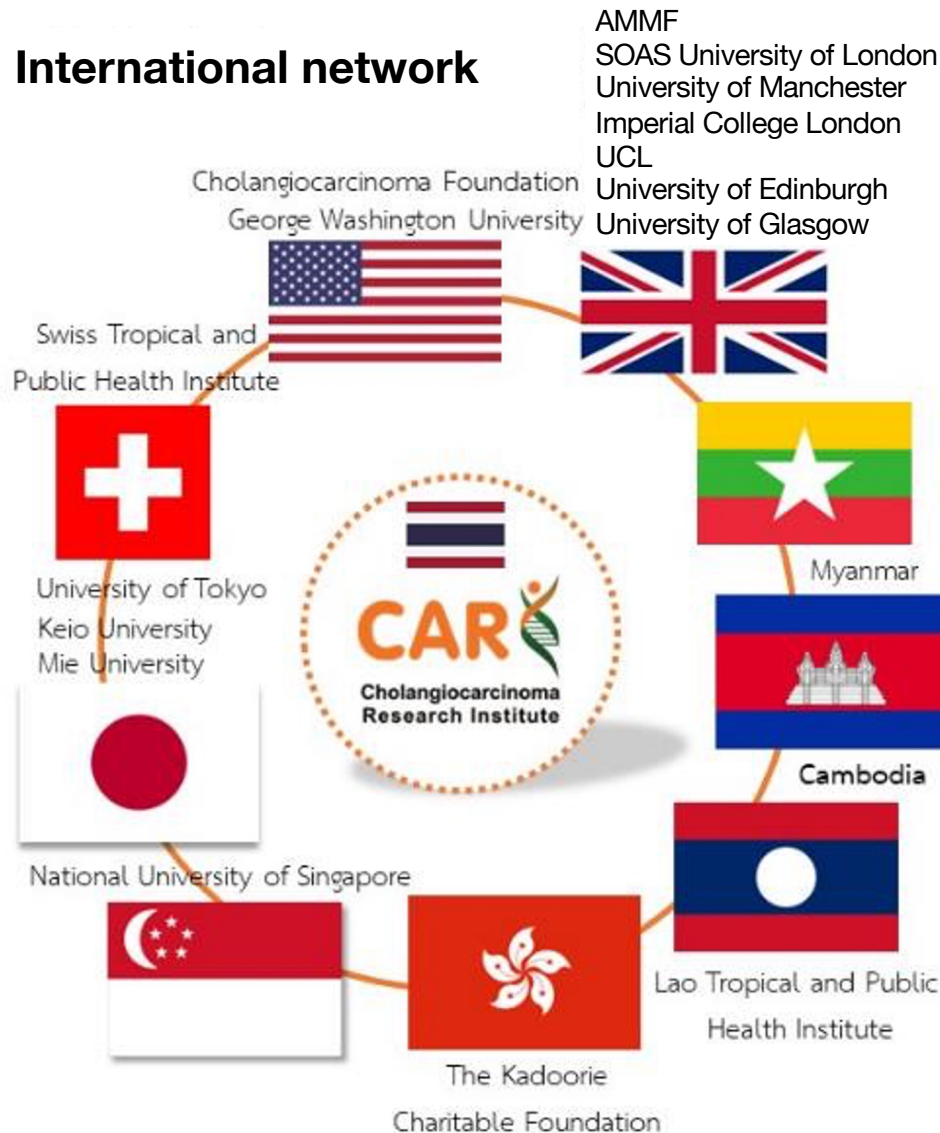 International network
AMMF
SOAS University of London
University of Manchester
Imperial College London
UCL
University of Edinburgh
University of Glasgow
Cholangiocarcinoma Foundation
George Washington University
Swiss Tropical and
Public Health Institute
Myanmar
University of Tokyo
Keio University
Mie University
CARI
Cholangiocarcinoma
Research Institute
Cambodia
National University of Singapore
Lao Tropical and Public
Health Institute
The Kadoorie
Charitable Foundation